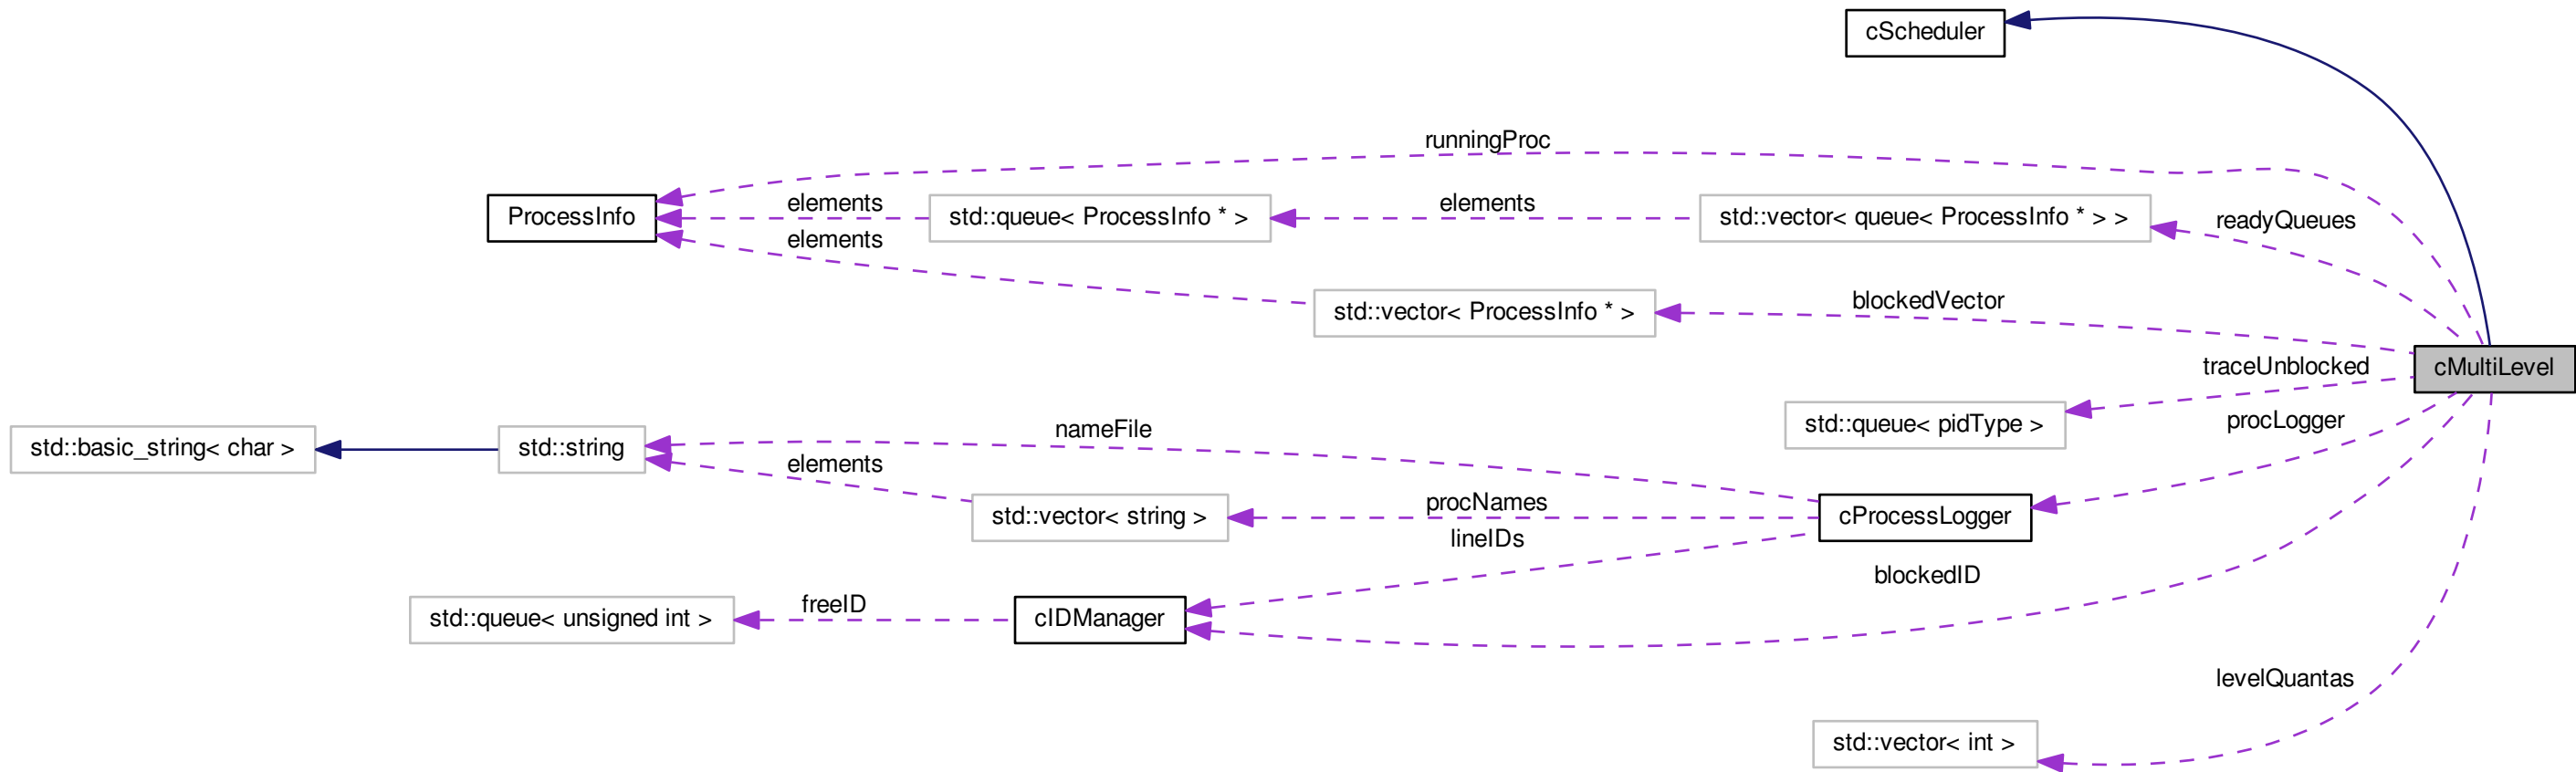 cScheduler
runningProc
ProcessInfo
elements
std::queue< ProcessInfo * >
elements
std::vector< queue< ProcessInfo * > >
readyQueues
elements
std::vector< ProcessInfo * >
blockedVector
cMultiLevel
traceUnblocked
std::queue< pidType >
procLogger
nameFile
std::basic_string< char >
std::string
elements
std::vector< string >
procNames
cProcessLogger
lineIDs
blockedID
std::queue< unsigned int >
freeID
cIDManager
levelQuantas
std::vector< int >